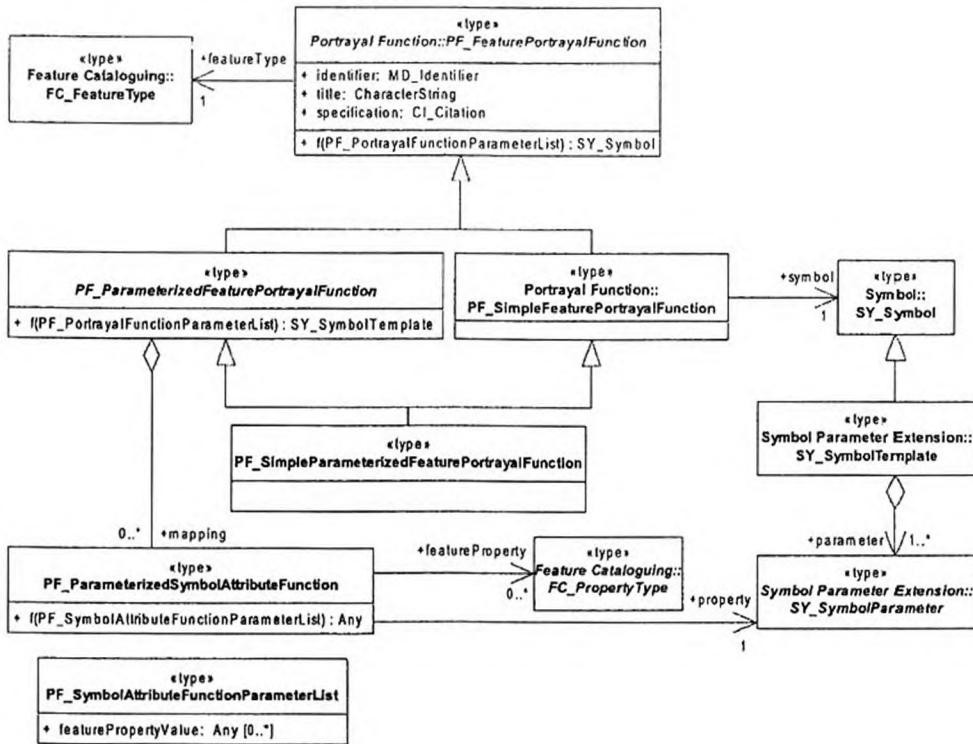 «type»
Portrayal Function::PF_FeaturePortrayalFunction
+ identifier: MD_Identifier
+ title: CharacterString
+ specification: CI_Citation
+ f(PF_PortrayalFunctionParameterList) : SY_Symbol
«type»
Feature Cataloguing::
FC_FeatureType
+featureType
1
«type»
PF_ParameterizedFeaturePortrayalFunction
+ f(PF_PortrayalFunctionParameterList) : SY_SymbolTemplate
«type»
Portrayal Function::
PF_SimpleFeaturePortrayalFunction
+symbol
1
«type»
Symbol::
SY_Symbol
«type»
PF_SimpleParameterizedFeaturePortrayalFunction
«type»
Symbol Parameter Extension::
SY_SymbolTemplate
0..*
+mapping
+parameter
1..*
«type»
PF_ParameterizedSymbolAttributeFunction
+ f(PF_SymbolAttributeFunctionParameterList) : Any
+featureProperty
0..*
«type»
Feature Cataloguing::
FC_PropertyType
+property
1
«type»
Symbol Parameter Extension::
SY_SymbolParameter
«type»
PF_SymbolAttributeFunctionParameterList
+ featurePropertyValue: Any [0..*]